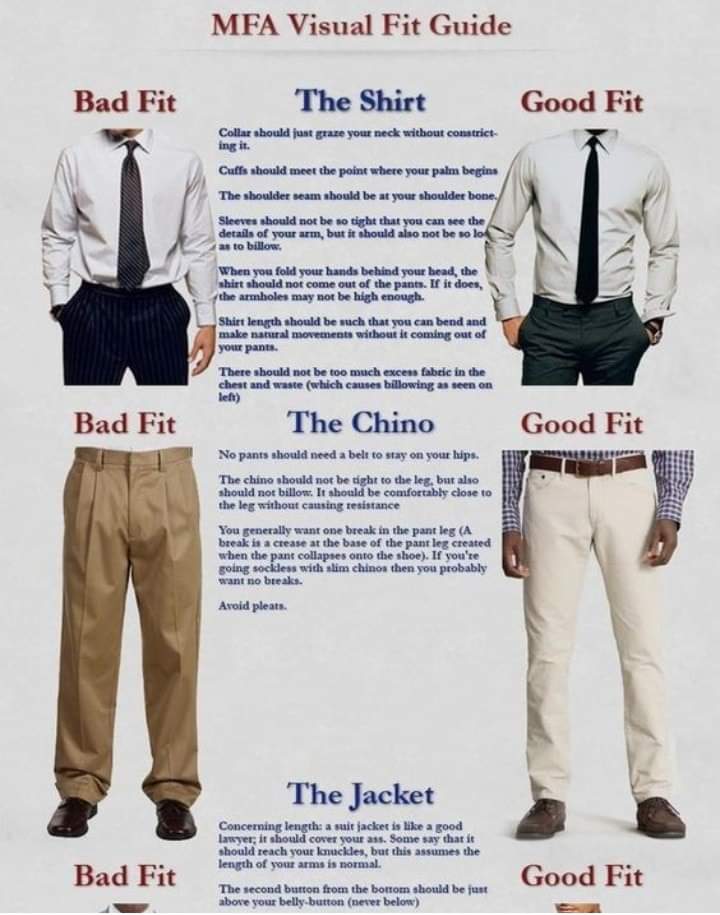 MFA Visual Fit Guide
Bad Fit
The Shirt
Good Fit
Collar should just graze your neck without constrict-
ing it.
Cuffs should meet the point where your palm begins
The shoulder seam should be at your shoulder bone.
Sleeves should not be so tight that you can see the
details of your arm, but it should also not be so lo
as to billow.
When you fold your hands behind your head, the
shirt should not come out of the pants. If it does,
the armholes may not be high enough.
Shirt length should be such that you can bend and
make natural movements without it coming out of
your pants.
There should not be too much excess fabric in the
chest and waste (which causes billowing as seen on
left)
Bad Fit
The Chino
Good Fit
No pants should need a belt to stay on your hips.
The chino should not be tight to the leg, but also
should not billow. It should be comfortably close to
the leg without causing resistance
You generally want one break in the pant leg (A
break is a crease at the base of the pant leg created
when the pant collapses onto the shoe). If you're
going sockless with slim chinos then you probably
want no breaks.
Avoid pleats.
The Jacket
Concerning length: a suit jacket is like a good
lawyer; it should cover your ass. Some say that it
should reach your knuckles, but this assumes the
length of your arms is normal.
Bad Fit
Good Fit
The second button from the bottom should be just
above your belly-button (never below)